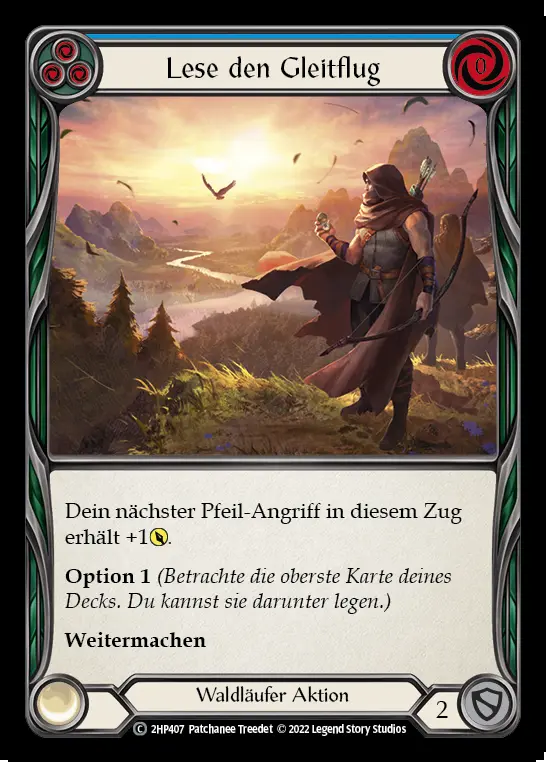 Lese den Gleitflug
0
Dein nächster Pfeil-Angriff in diesem Zug
erhält +1.
Option 1 (Betrachte die oberste Karte deines
Decks. Du kannst sie darunter legen.)
Weitermachen
Waldläufer Aktion
2
C 2HP407 Patchanee Treedet © 2022 Legend Story Studios